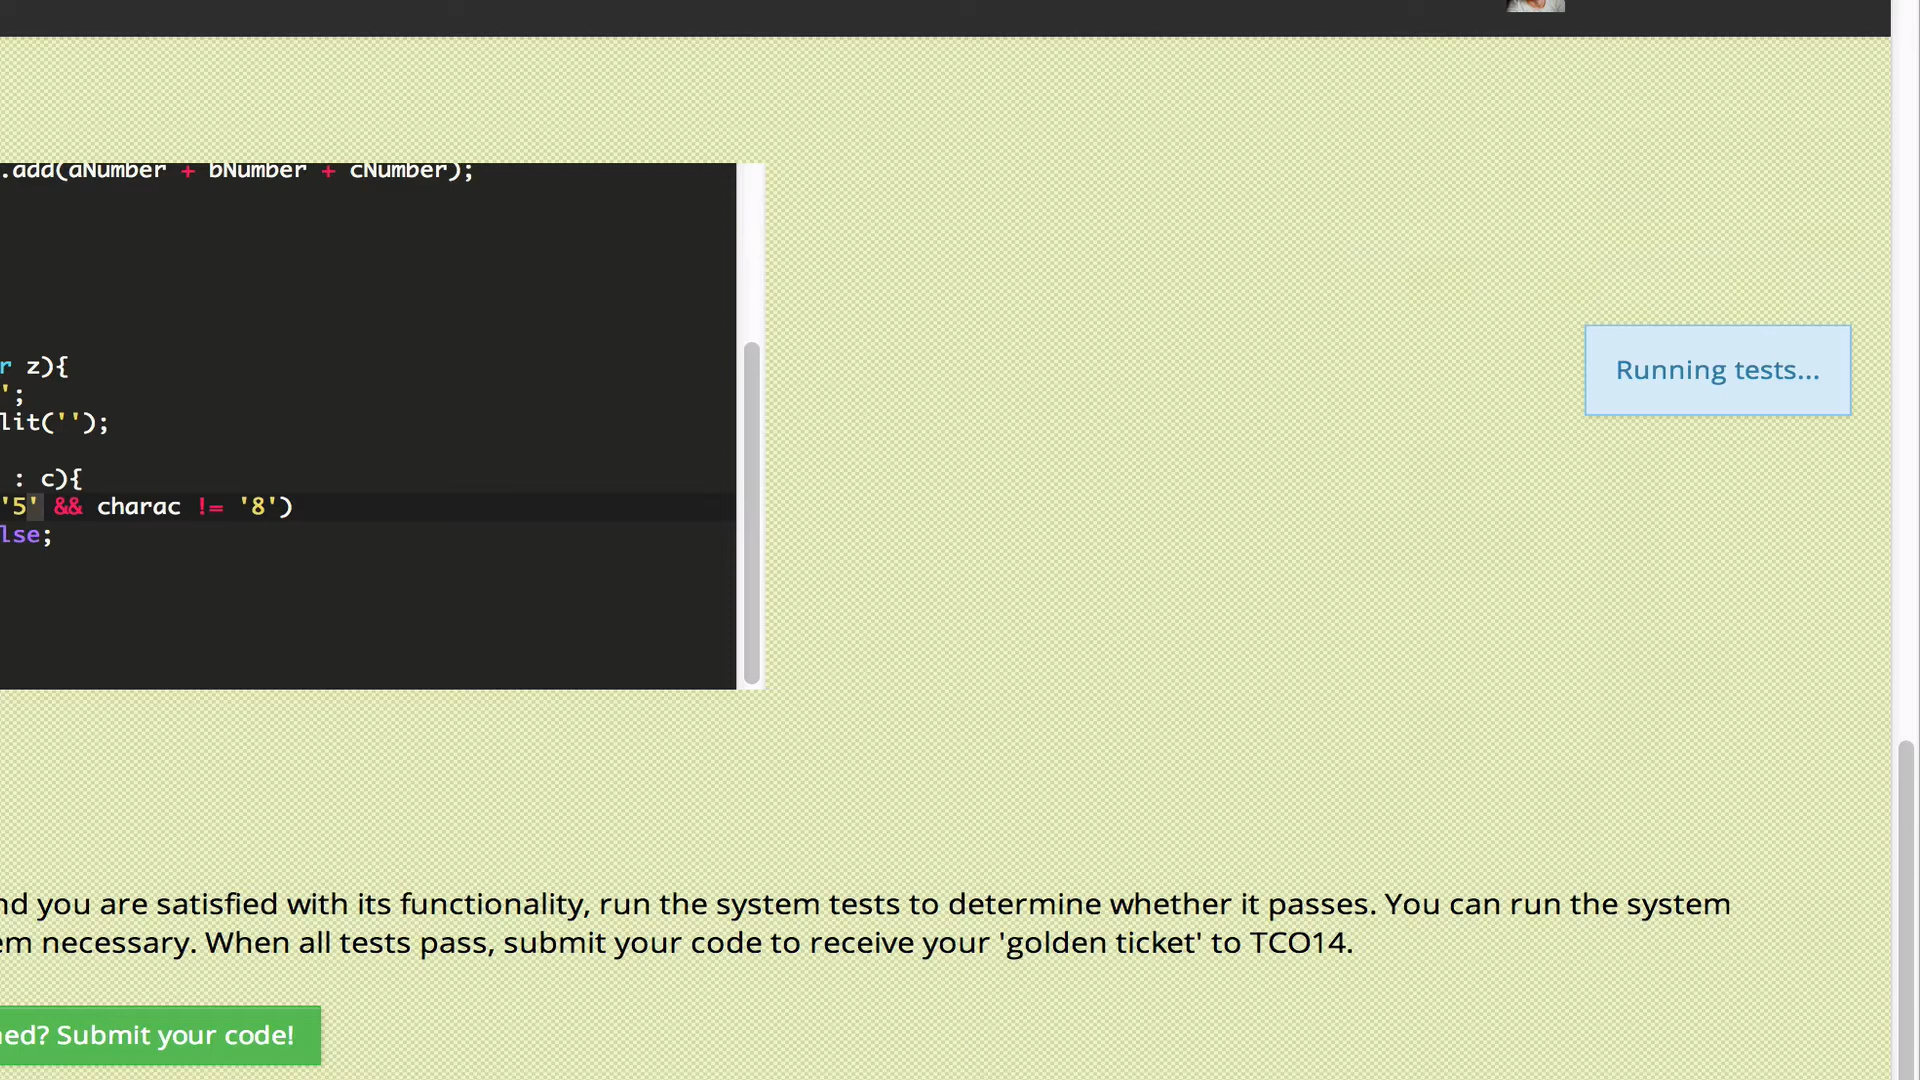 .add(aNumber + bNumber + cNumber);
r z){
';
lit('');
: c){
'5' && charac != '8')
lse;
Running tests...
nd you are satisfied with its functionality, run the system tests to determine whether it passes. You can run the system
em necessary. When all tests pass, submit your code to receive your 'golden ticket' to TCO14.
ned? Submit your code!